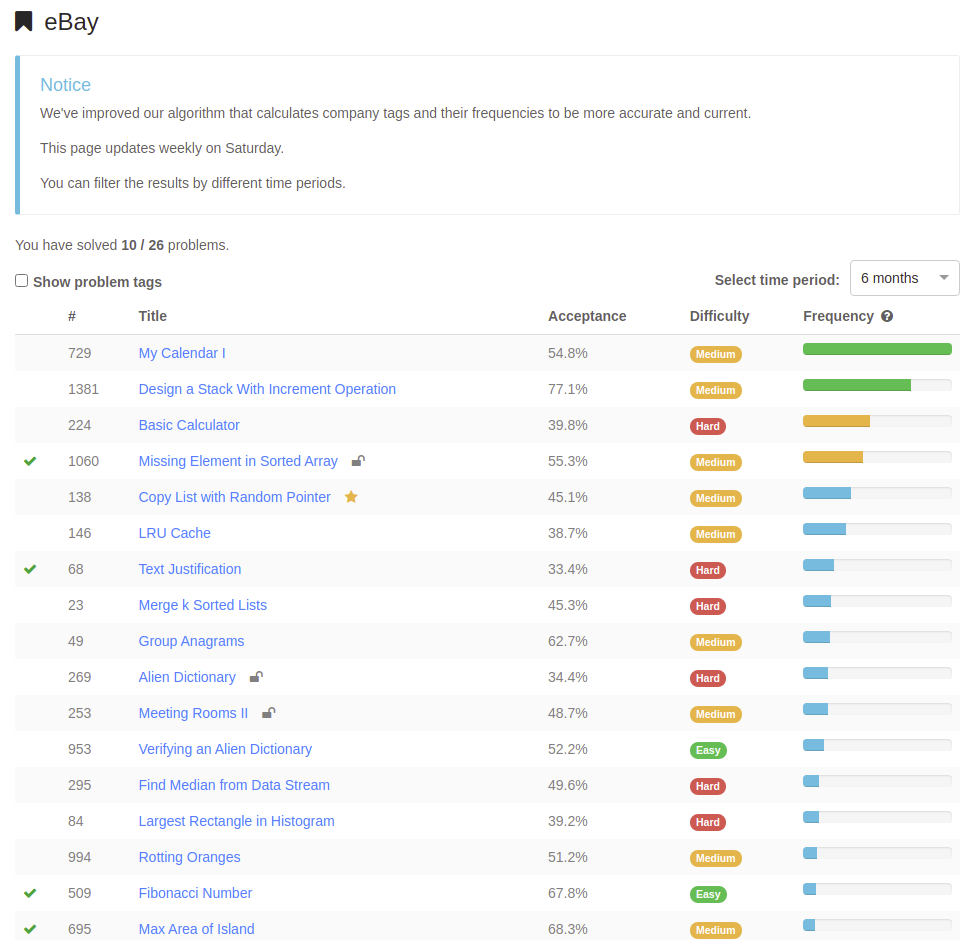 eBay
Notice
We've improved our algorithm that calculates company tags and their frequencies to be more accurate and current.
This page updates weekly on Saturday.
You can filter the results by different time periods.
You have solved 10 / 26 problems.
Show problem tags Select time period: 6 months
# Title Acceptance Difficulty Frequency ?
729 My Calendar I 54.8% Medium
1381 Design a Stack With Increment Operation 77.1% Medium
224 Basic Calculator 39.8% Hard
1060 Missing Element in Sorted Array 55.3% Medium
138 Copy List with Random Pointer 45.1% Medium
146 LRU Cache 38.7% Medium
68 Text Justification 33.4% Hard
23 Merge k Sorted Lists 45.3% Hard
49 Group Anagrams 62.7% Medium
269 Alien Dictionary 34.4% Hard
253 Meeting Rooms II 48.7% Medium
953 Verifying an Alien Dictionary 52.2% Easy
295 Find Median from Data Stream 49.6% Hard
84 Largest Rectangle in Histogram 39.2% Hard
994 Rotting Oranges 51.2% Medium
509 Fibonacci Number 67.8% Easy
695 Max Area of Island 68.3% Medium